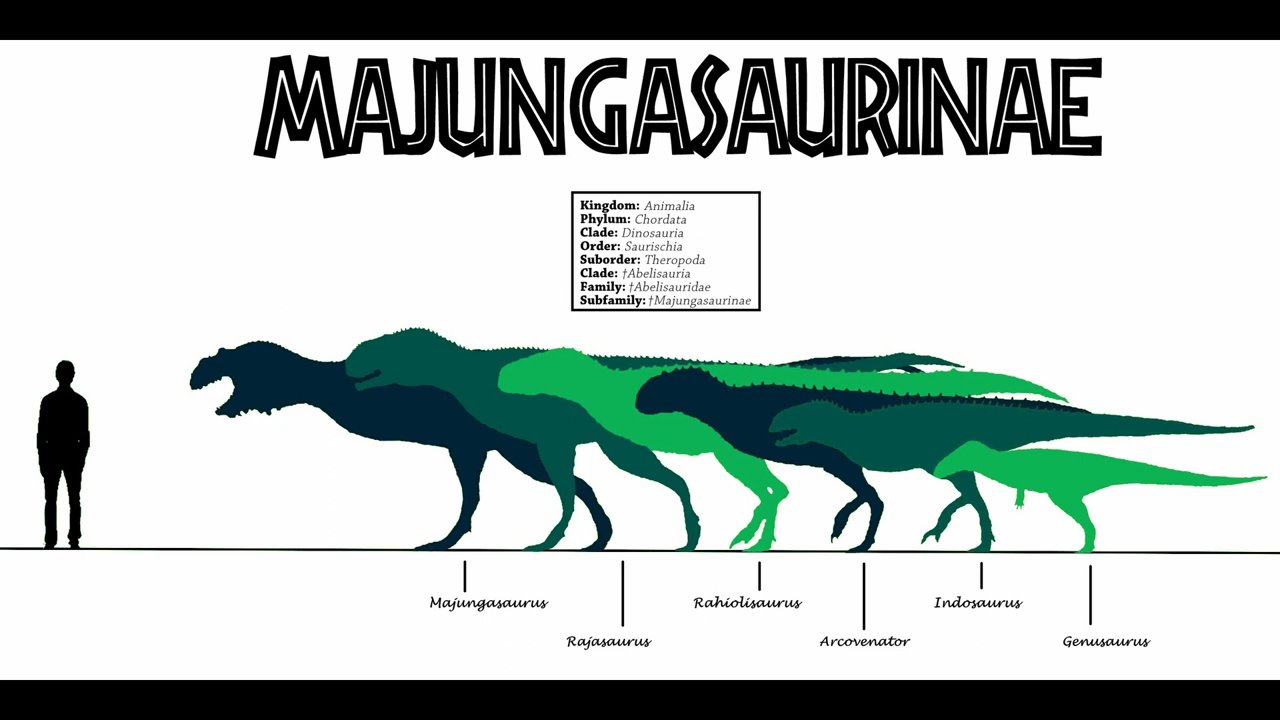 MAJUNGASAURINAE
Kingdom: Animalia
Phylum: Chordata
Clade: Dinosauria
Order: Saurischia
Suborder: Theropoda
Clade: †Abelisauria
Family: †Abelisauridae
Subfamily: †Majungasaurinae
Majungasaurus
Rahiolisaurus
Indosaurus
Rajasaurus
Arcovenator
Genusaurus